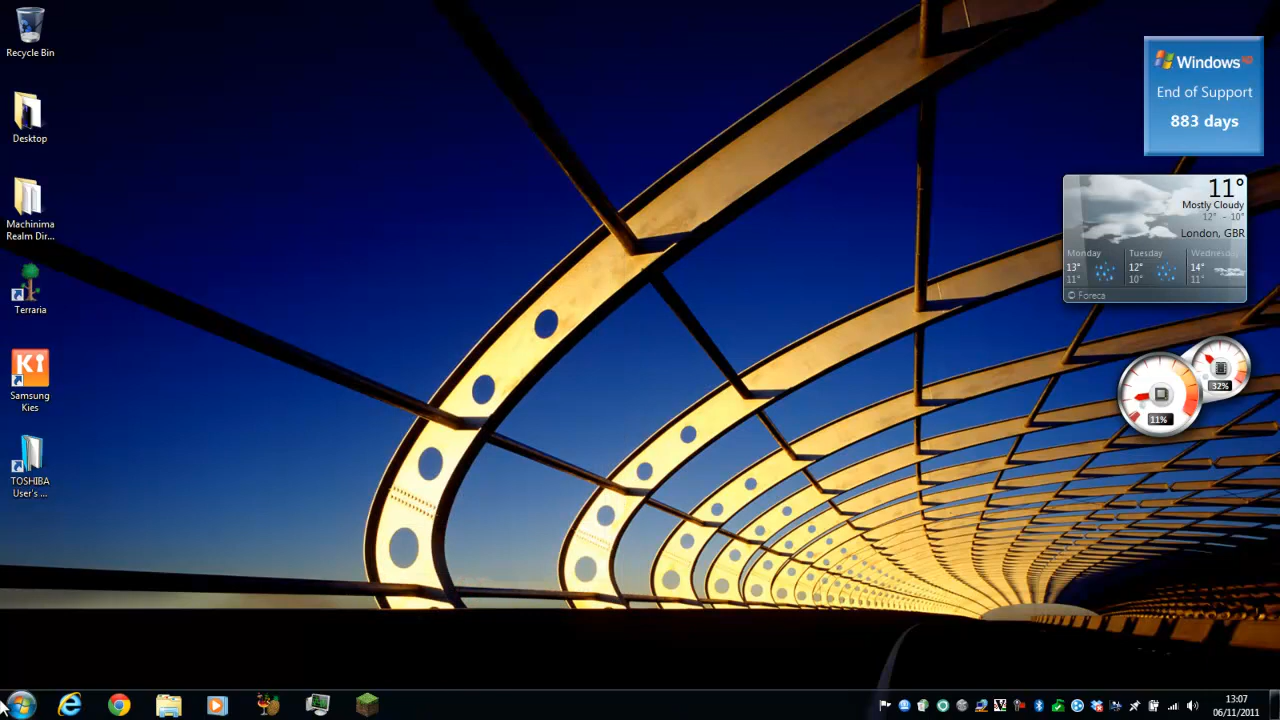 Recycle Bin
Desktop
Machinima
Realm Dir...
Terraria
Ki
Samsung
Kies
TOSHIBA
User's ...
Windows XP
End of Support
883 days
11°
Mostly Cloudy
12° - 10°
London, GBR
Monday Tuesday Wednesday
13° 12° 14°
11° 10° 11°
© Foreca
32%
11%
13:07
06/11/2011